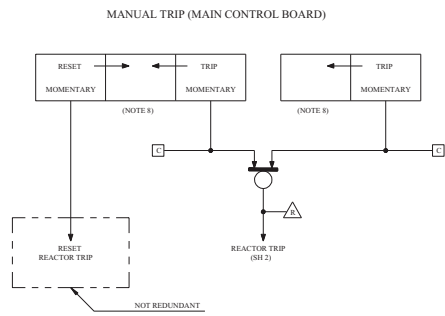 MANUAL TRIP (MAIN CONTROL BOARD)
RESET
TRIP
TRIP
MOMENTARY
MOMENTARY
MOMENTARY
(NOTE 8)
(NOTE 8)
C
C
R
RESET
REACTOR TRIP
REACTOR TRIP
(SH 2)
NOT REDUNDANT